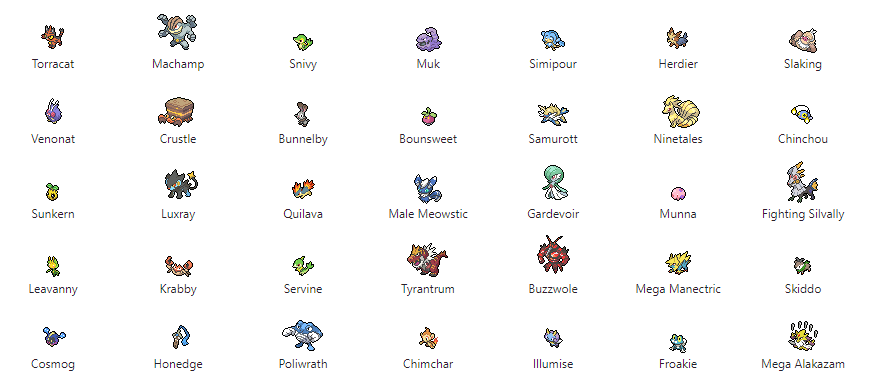 Torracat Machamp Snivy Muk Simipour Herdier Slaking
Venonat Crustle Bunnelby Bounsweet Samurott Ninetales Chinchou
Sunkern Luxray Quilava Male Meowstic Gardevoir Munna Fighting Silvally
Leavanny Krabby Servine Tyrantrum Buzzwole Mega Manectric Skiddo
Cosmog Honedge Poliwrath Chimchar Illumise Froakie Mega Alakazam